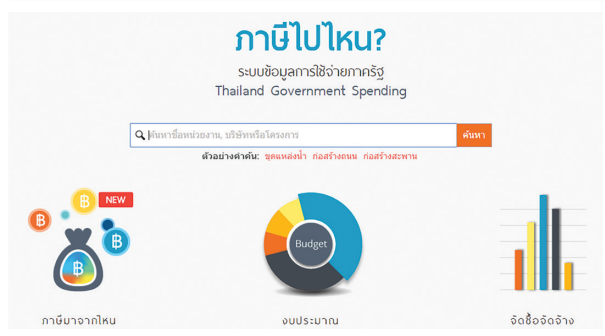 ภาษีไปไหน?
ระบบข้อมูลการใช้จ่ายภาครัฐ
Thailand Government Spending
ค้นหาชื่อหน่วยงาน, บริษัทหรือโครงการ
ค้นหา
ตัวอย่างคำค้น: ขุดแหล่งน้ำ ก่อสร้างถนน ก่อสร้างสะพาน
NEW
฿
฿
฿
฿
Budget
ภาษีมาจากไหน
งบประมาณ
จัดซื้อจัดจ้าง